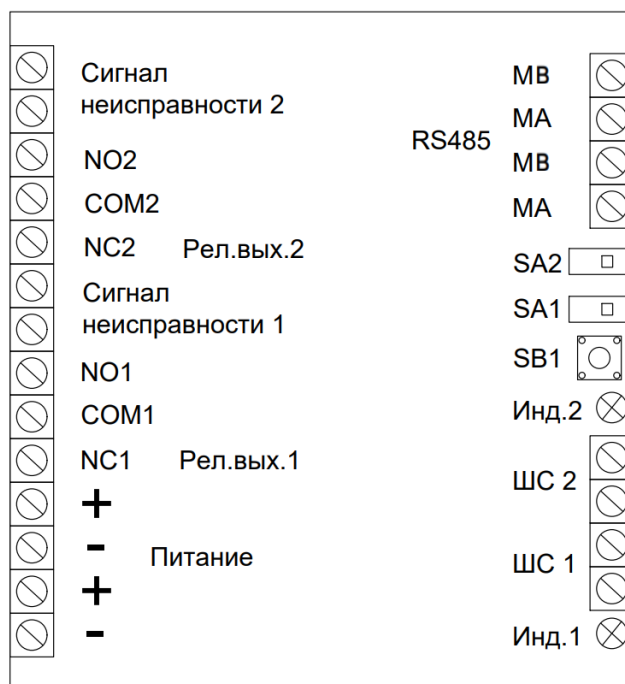 Сигнал
неисправности 2
NO2
COM2
NC2 Рел.вых.2
Сигнал
неисправности 1
NO1
COM1
NC1 Рел.вых.1
+
-
Питание
+
-
RS485
MB
MA
MB
MA
SA2
SA1
SB1
Инд.2
ШС 2
ШС 1
Инд.1